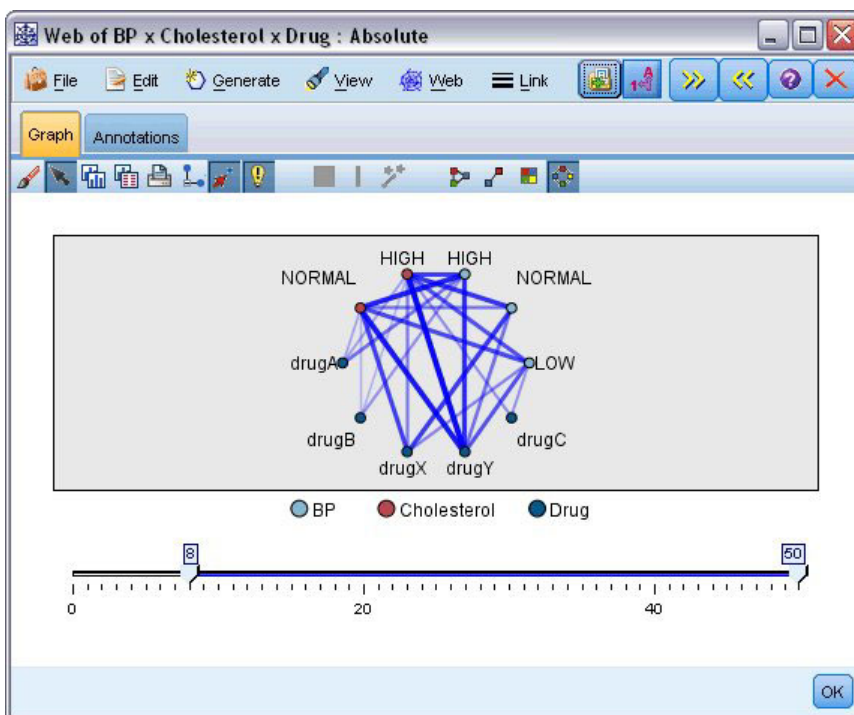 Web of BP x Cholesterol x Drug : Absolute
File Edit Generate View Web Link
Graph Annotations
HIGH HIGH
NORMAL NORMAL
drugA LOW
drugB drugC
drugX drugY
BP Cholesterol Drug
8 50
0 20 40
OK